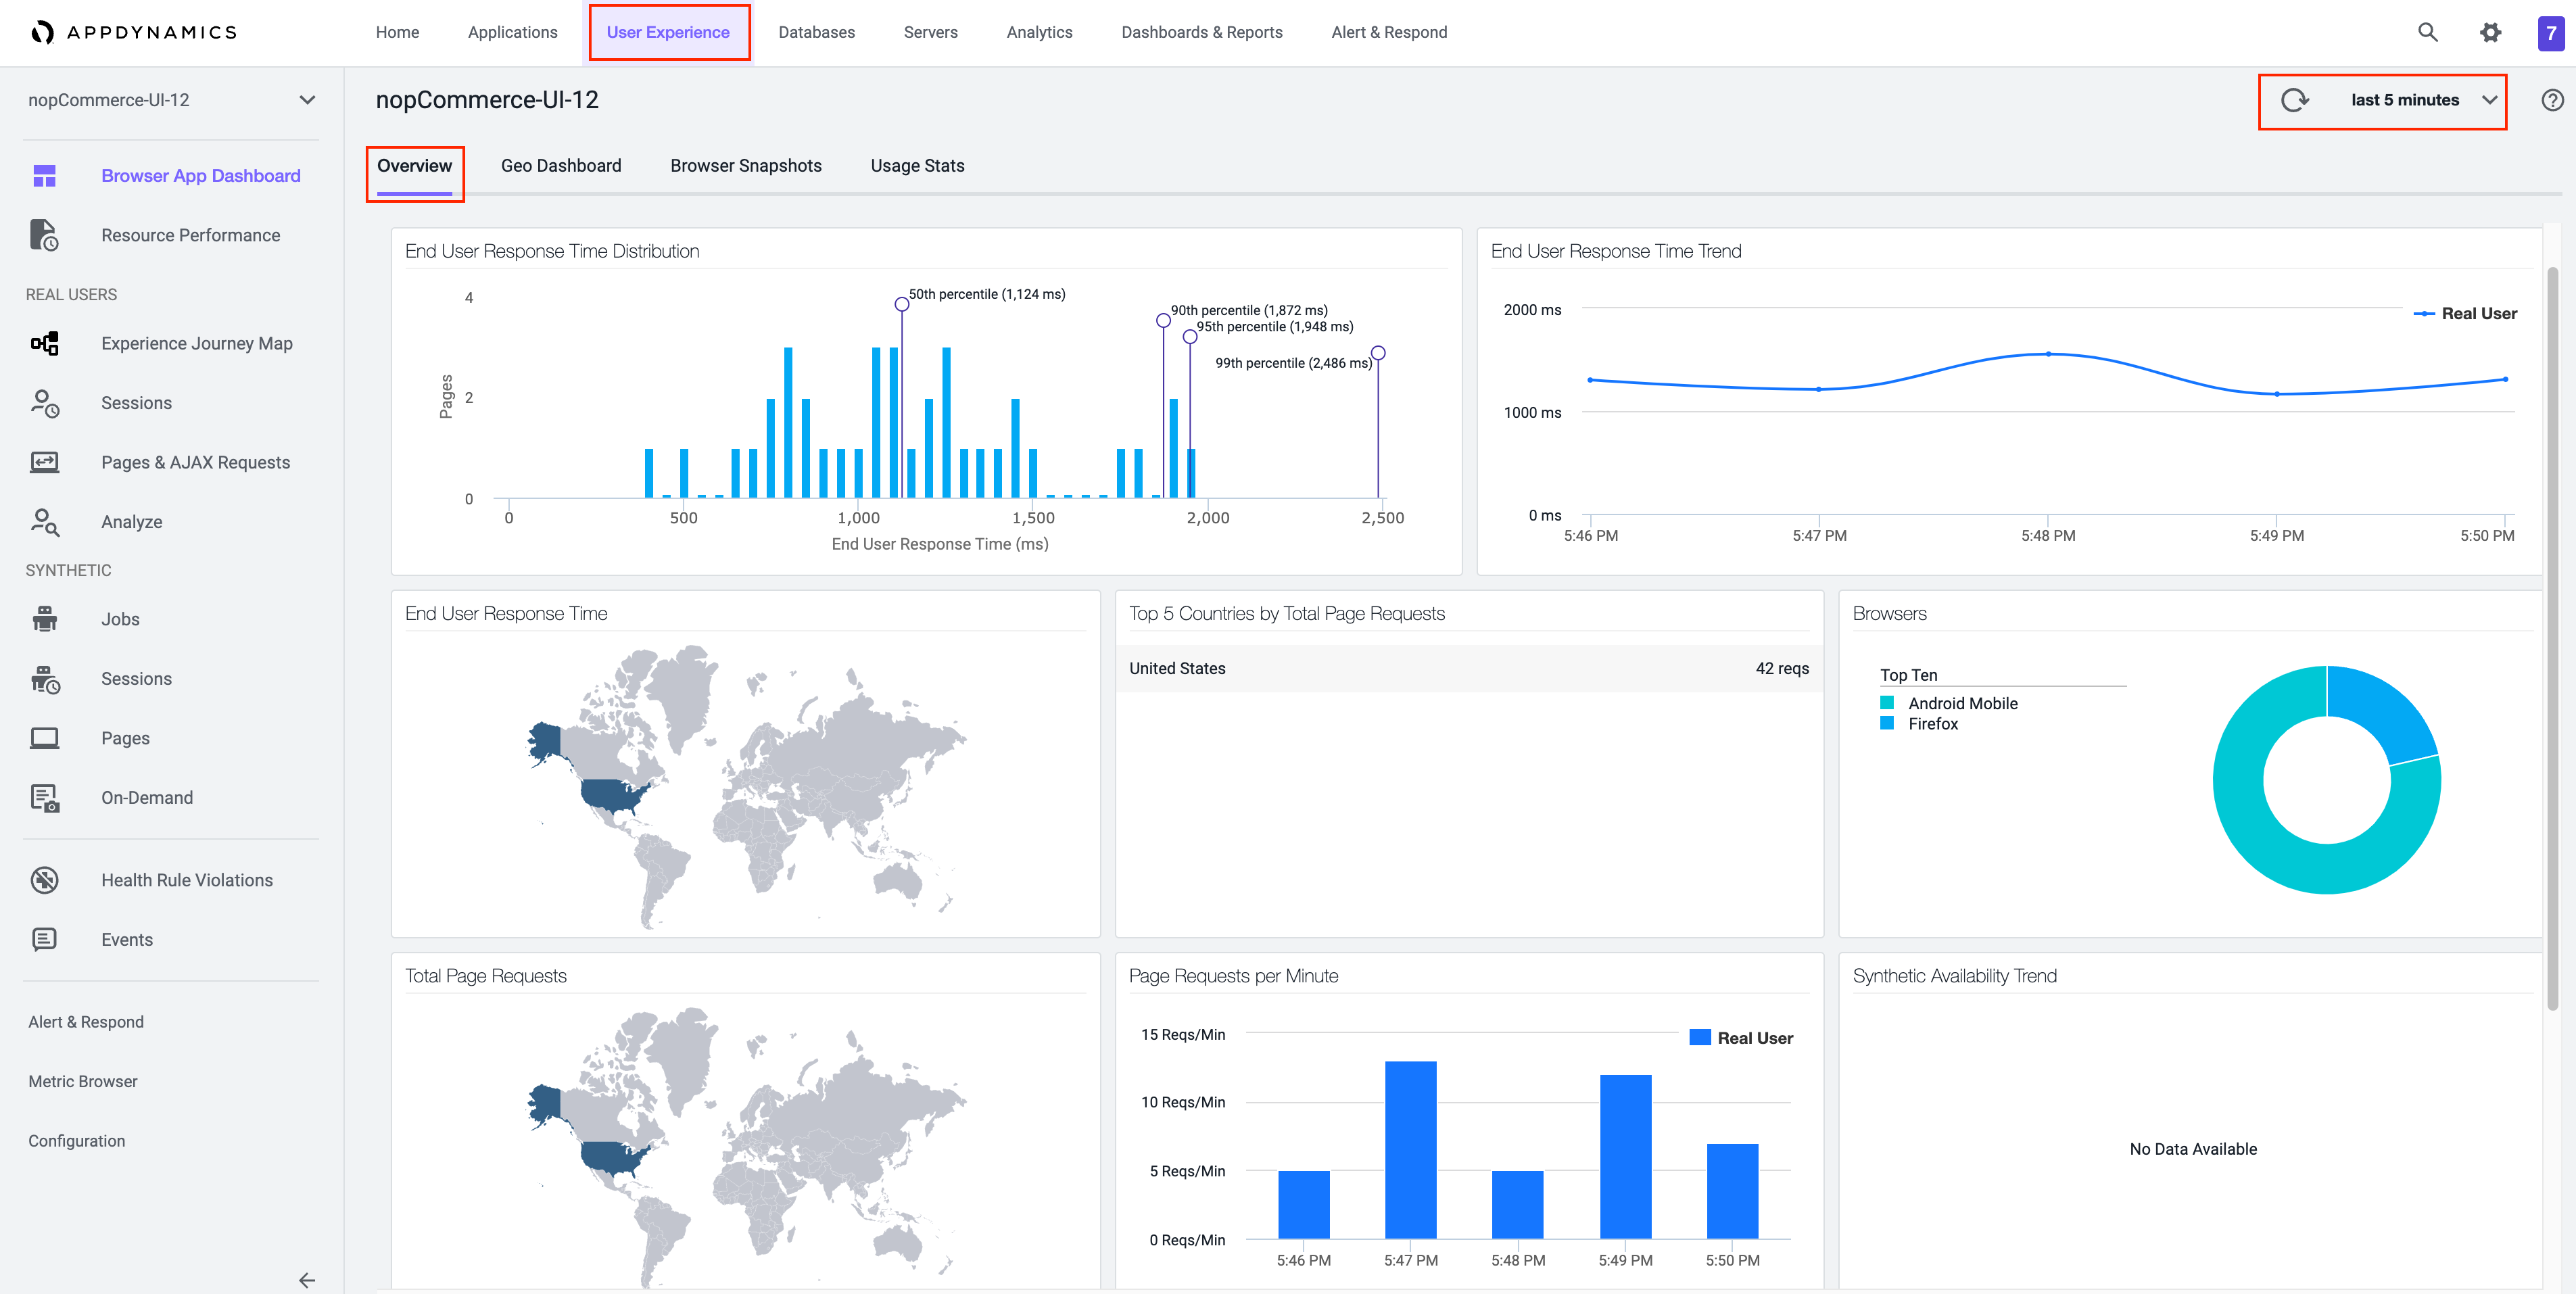 APPDYNAMICS
Home Applications User Experience Databases Servers Analytics Dashboards & Reports Alert & Respond 7
nopCommerce-UI-12
Browser App Dashboard
Resource Performance
REAL USERS
Experience Journey Map
Sessions
Pages & AJAX Requests
Analyze
SYNTHETIC
Jobs
Sessions
Pages
On-Demand
Health Rule Violations
Events
Alert & Respond
Metric Browser
Configuration
nopCommerce-UI-12
last 5 minutes
Overview Geo Dashboard Browser Snapshots Usage Stats
End User Response Time Distribution
4
2
0
Pages
50th percentile (1,124 ms)
90th percentile (1,872 ms)
95th percentile (1,948 ms)
99th percentile (2,486 ms)
0 500 1,000 1,500 2,000 2,500
End User Response Time (ms)
End User Response Time Trend
Real User
2000 ms
1000 ms
0 ms
5:46 PM 5:47 PM 5:48 PM 5:49 PM 5:50 PM
End User Response Time
Top 5 Countries by Total Page Requests
United States 42 reqs
Browsers
Top Ten
Android Mobile
Firefox
Total Page Requests
Page Requests per Minute
Real User
15 Reqs/Min
10 Reqs/Min
5 Reqs/Min
0 Reqs/Min
5:46 PM 5:47 PM 5:48 PM 5:49 PM 5:50 PM
Synthetic Availability Trend
No Data Available